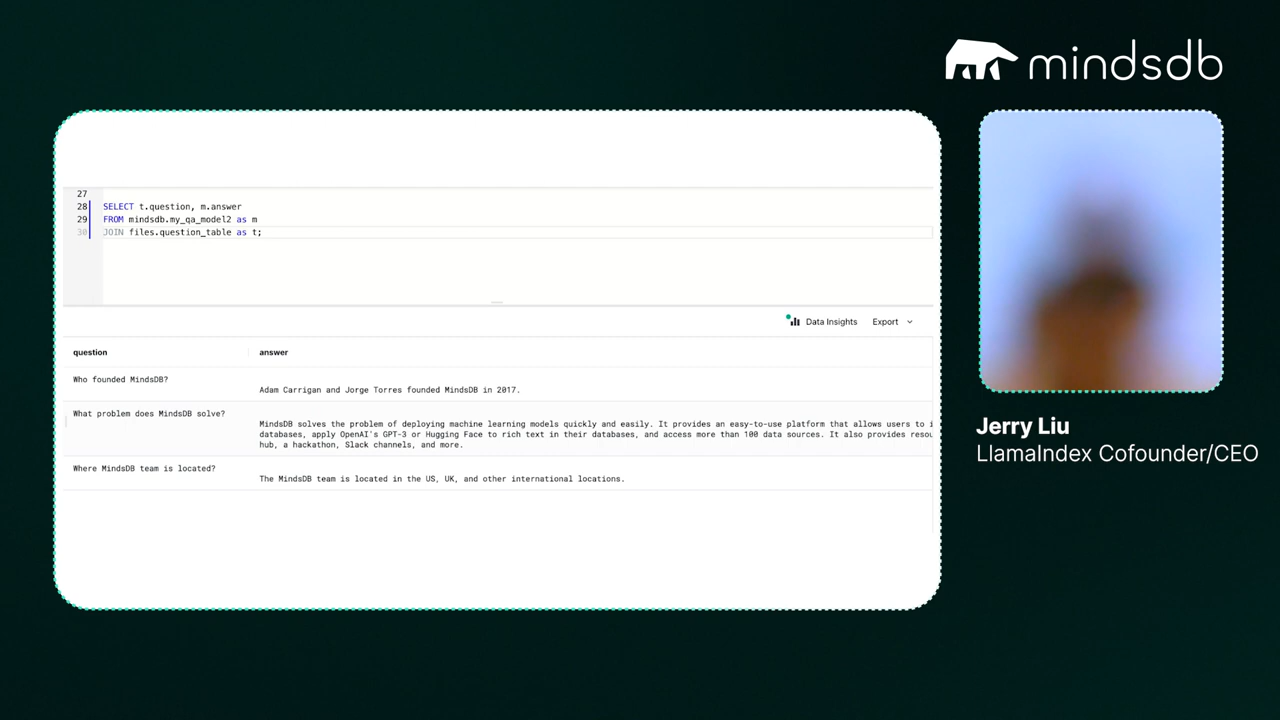 mindsdb
27
28 SELECT t.question, m.answer
29 FROM mindsdb.my_qa_model2 as m
30 JOIN files.question_table as t;
Data Insights Export
question answer
Who founded MindsDB?
Adam Carrigan and Jorge Torres founded MindsDB in 2017.
What problem does MindsDB solve?
MindsDB solves the problem of deploying machine learning models quickly and easily. It provides an easy-to-use platform that allows users to
databases, apply OpenAI's GPT-3 or Hugging Face to rich text in their databases, and access more than 100 data sources. It also provides
hub, a hackathon, Slack channels, and more.
Where MindsDB team is located?
The MindsDB team is located in the US, UK, and other international locations.
Jerry Liu
LlamaIndex Cofounder/CEO